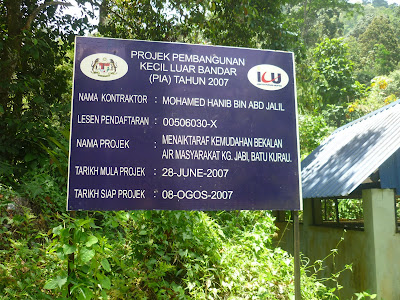 PROJEK PEMBANGUNAN
KECIL LUAR BANDAR
(PIA) TAHUN 2007
ICU
NAMA KONTRAKTOR : MOHAMED HANIB BIN ABD JALIL
LESEN PENDAFTARAN : 00506030-X
NAMA PROJEK : MENAIKTARAF KEMUDAHAN BEKALAN
AIR MASYARAKAT KG. JABI, BATU KURAU.
TARIKH MULA PROJEK : 28-JUNE-2007
TARIKH SIAP PROJEK : 08-OGOS-2007